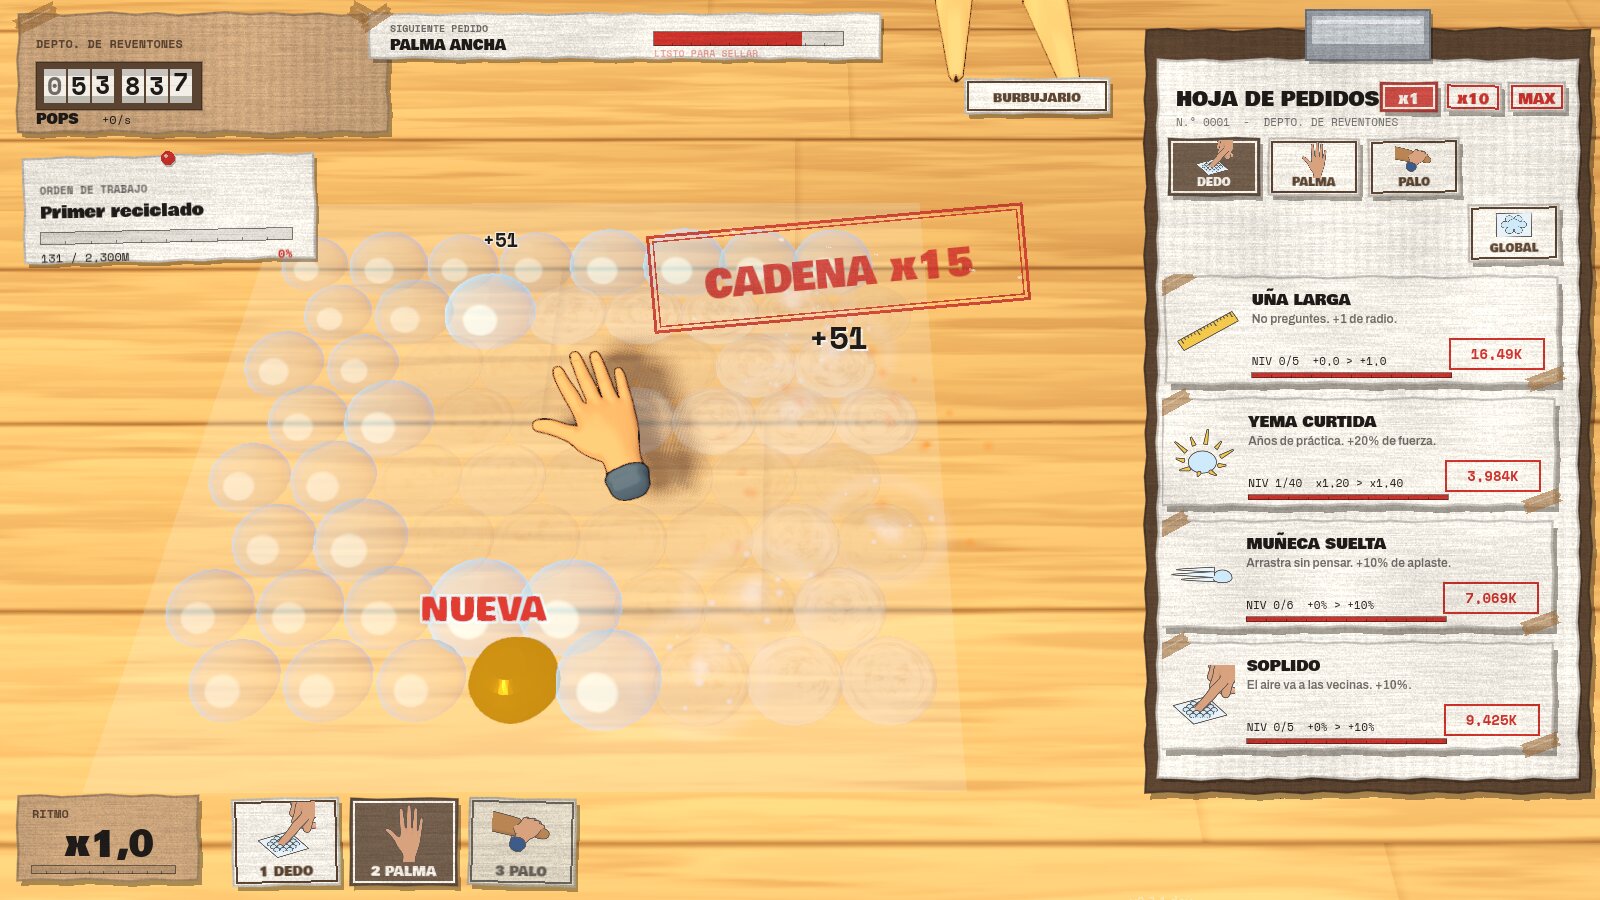 DEPTO. DE REVENTONES
053 837
POPS +0/s
SIGUIENTE PEDIDO
PALMA ANCHA
LISTO PARA SELLAR
BURBUJARIO
ORDEN DE TRABAJO
Primer reciclado
131 / 2,300M 0%
+51
CADENA x15
+51
NUEVA
RITMO
x1,0
1 DEDO
2 PALMA
3 PALO
HOJA DE PEDIDOS
x1
x10
MAX
N.° 0001 - DEPTO. DE REVENTONES
DEDO
PALMA
PALO
GLOBAL
UÑA LARGA
No preguntes. +1 de radio.
NIV 0/5 +0,0 > +1,0
16,49K
YEMA CURTIDA
Años de práctica. +20% de fuerza.
NIV 1/40 x1,20 > x1,40
3,984K
MUÑECA SUELTA
Arrastra sin pensar. +10% de aplaste.
NIV 0/6 +0% > +10%
7,069K
SOPLIDO
El aire va a las vecinas. +10%.
NIV 0/5 +0% > +10%
9,425K